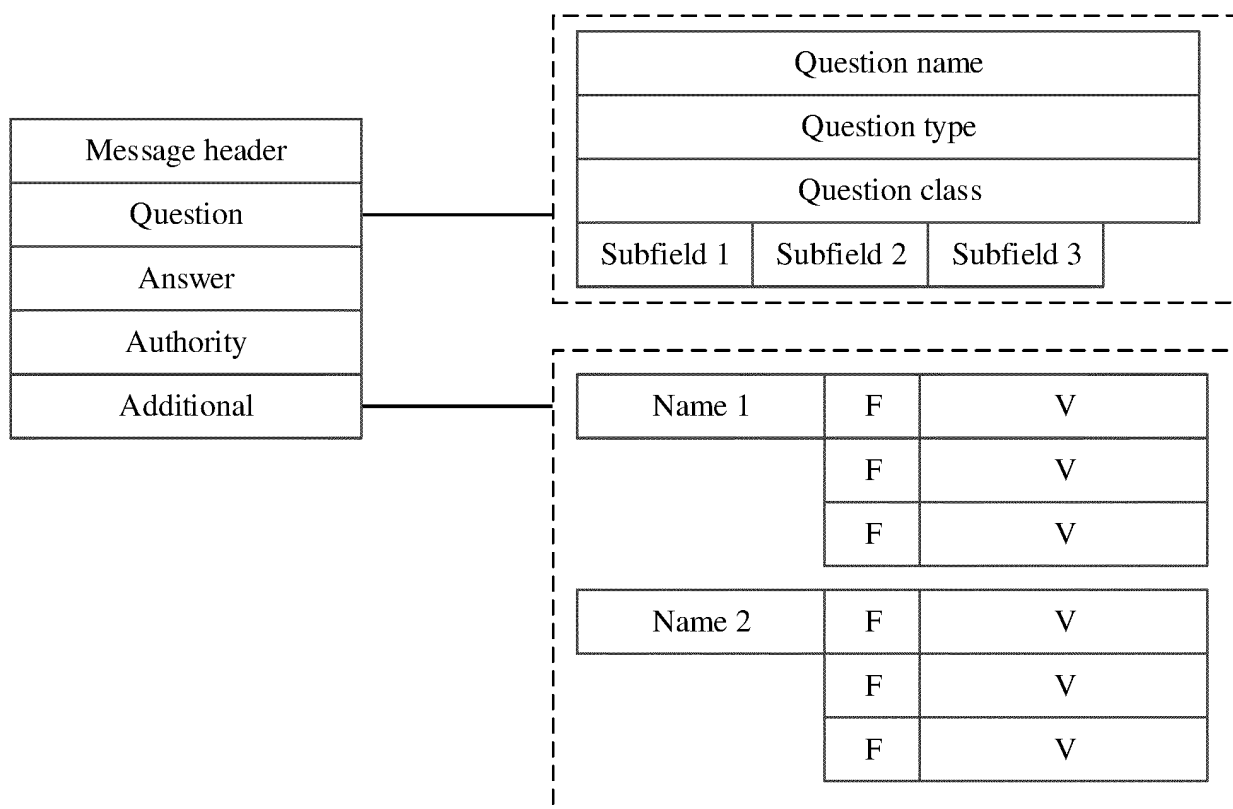 Message header
Question
Answer
Authority
Additional
Question name
Question type
Question class
Subfield 1 Subfield 2 Subfield 3
Name 1 F V
F V
F V
Name 2 F V
F V
F V